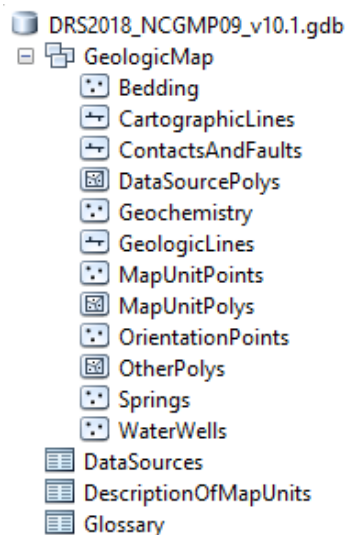 DRS2018_NCGMP09_v10.1.gdb
GeologicMap
Bedding
CartographicLines
ContactsAndFaults
DataSourcePolys
Geochemistry
GeologicLines
MapUnitPoints
MapUnitPolys
OrientationPoints
OtherPolys
Springs
WaterWells
DataSources
DescriptionOfMapUnits
Glossary